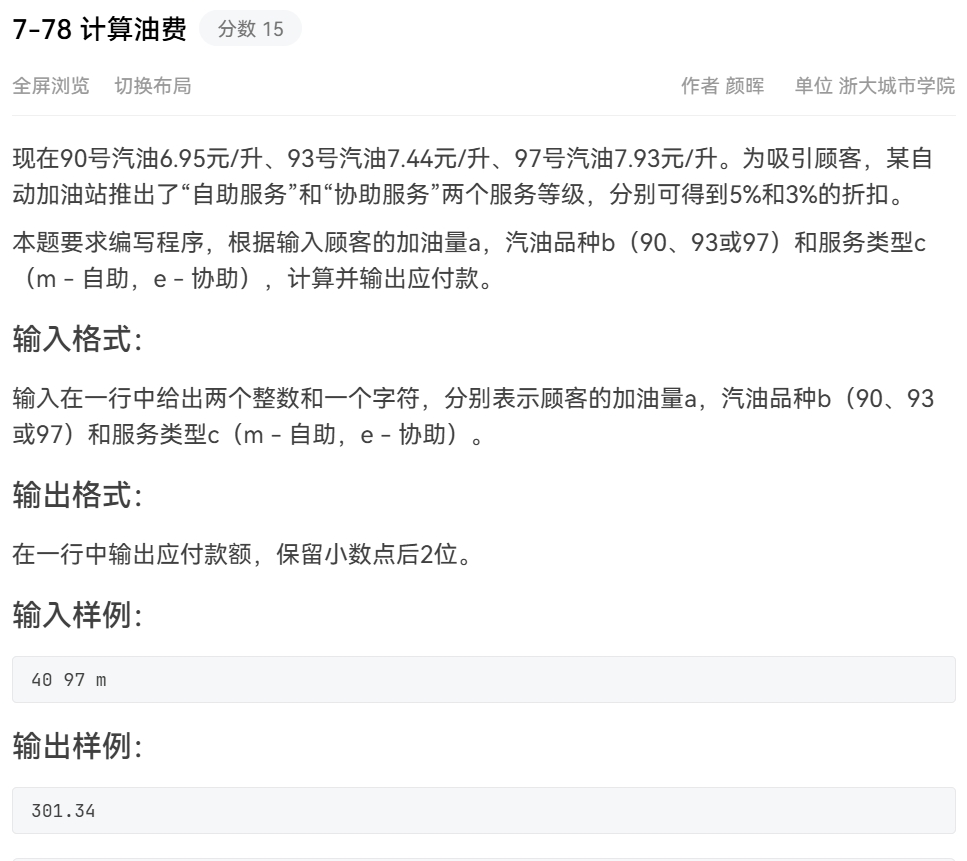 7-78 计算油费 分数 15
全屏浏览 切换布局 作者 颜晖 单位 浙大城市学院
现在90号汽油6.95元/升、93号汽油7.44元/升、97号汽油7.93元/升。为吸引顾客，某自
动加油站推出了“自助服务”和“协助服务”两个服务等级，分别可得到5%和3%的折扣。
本题要求编写程序，根据输入顾客的加油量a，汽油品种b（90、93或97）和服务类型c
（m - 自助，e - 协助），计算并输出应付款。
输入格式：
输入在一行中给出两个整数和一个字符，分别表示顾客的加油量a，汽油品种b（90、93
或97）和服务类型c（m - 自助，e - 协助）。
输出格式：
在一行中输出应付款额，保留小数点后2位。
输入样例：
40 97 m
输出样例：
301.34